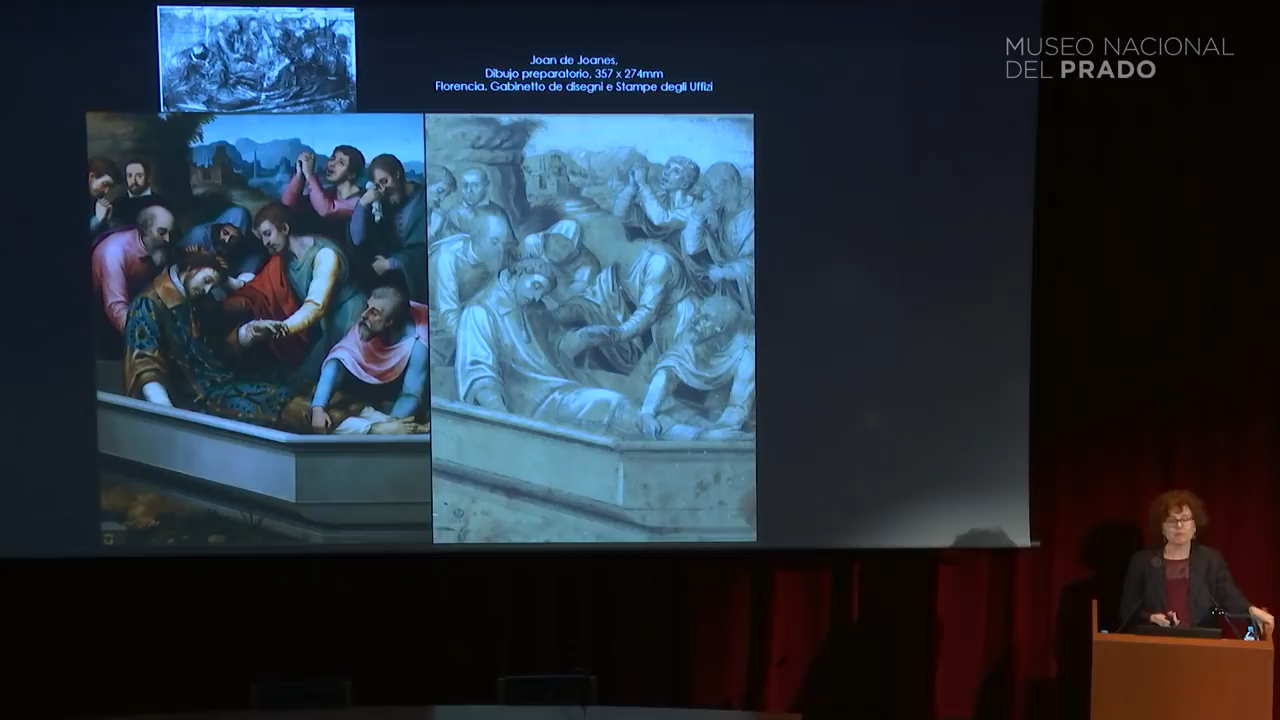 Joan de Joanes,
Dibujo preparatorio, 357 x 274mm
Florencia. Gabinetto de disegni e Stampe degli Uffizi
MUSEO NACIONAL
DEL PRADO